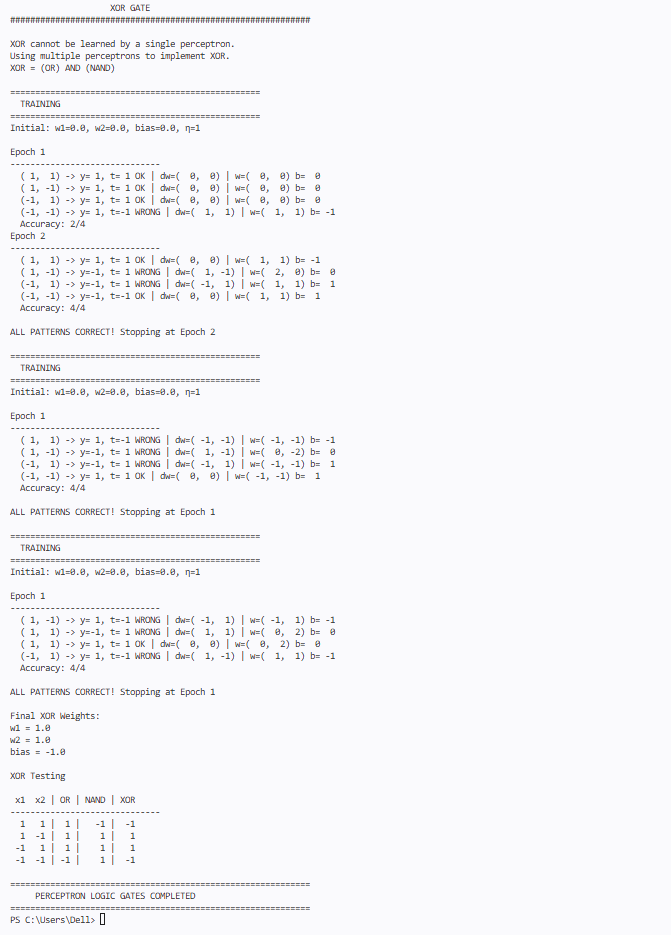 XOR GATE
############################################################
XOR cannot be learned by a single perceptron.
Using multiple perceptrons to implement XOR.
XOR = (OR) AND (NAND)
==================================================
TRAINING
==================================================
Initial: w1=0.0, w2=0.0, bias=0.0, η=1
Epoch 1
------------------------------
( 1,  1) -> y= 1, t= 1 OK | dw=(  0,  0) | w=(  0,  0) b=  0
( 1, -1) -> y= 1, t= 1 OK | dw=(  0,  0) | w=(  0,  0) b=  0
(-1,  1) -> y= 1, t= 1 OK | dw=(  0,  0) | w=(  0,  0) b=  0
(-1, -1) -> y= 1, t=-1 WRONG | dw=(  1,  1) | w=(  1,  1) b= -1
Accuracy: 2/4
Epoch 2
------------------------------
( 1,  1) -> y= 1, t= 1 OK | dw=(  0,  0) | w=(  1,  1) b= -1
( 1, -1) -> y=-1, t= 1 WRONG | dw=(  1, -1) | w=(  2,  0) b=  0
(-1,  1) -> y=-1, t= 1 WRONG | dw=( -1,  1) | w=(  1,  1) b=  1
(-1, -1) -> y=-1, t=-1 OK | dw=(  0,  0) | w=(  1,  1) b=  1
Accuracy: 4/4
ALL PATTERNS CORRECT! Stopping at Epoch 2
==================================================
TRAINING
==================================================
Initial: w1=0.0, w2=0.0, bias=0.0, η=1
Epoch 1
------------------------------
( 1,  1) -> y= 1, t=-1 WRONG | dw=( -1, -1) | w=( -1, -1) b= -1
( 1, -1) -> y=-1, t= 1 WRONG | dw=(  1, -1) | w=(  0, -2) b=  0
(-1,  1) -> y=-1, t= 1 WRONG | dw=( -1,  1) | w=( -1, -1) b=  1
(-1, -1) -> y= 1, t= 1 OK | dw=(  0,  0) | w=( -1, -1) b=  1
Accuracy: 4/4
ALL PATTERNS CORRECT! Stopping at Epoch 1
==================================================
TRAINING
==================================================
Initial: w1=0.0, w2=0.0, bias=0.0, η=1
Epoch 1
------------------------------
( 1, -1) -> y= 1, t=-1 WRONG | dw=( -1,  1) | w=( -1,  1) b= -1
( 1,  1) -> y=-1, t= 1 WRONG | dw=(  1,  1) | w=(  0,  2) b=  0
( 1,  1) -> y= 1, t= 1 OK | dw=(  0,  0) | w=(  0,  2) b=  0
(-1,  1) -> y= 1, t=-1 WRONG | dw=(  1, -1) | w=(  1,  1) b= -1
Accuracy: 4/4
ALL PATTERNS CORRECT! Stopping at Epoch 1
Final XOR Weights:
w1 = 1.0
w2 = 1.0
bias = -1.0
XOR Testing
x1  x2 | OR | NAND | XOR
------------------------------
1   1 |  1 |   -1 |  -1
1  -1 |  1 |    1 |   1
-1   1 |  1 |    1 |   1
-1  -1 | -1 |    1 |  -1
============================================================
PERCEPTRON LOGIC GATES COMPLETED
============================================================
PS C:\Users\Dell>